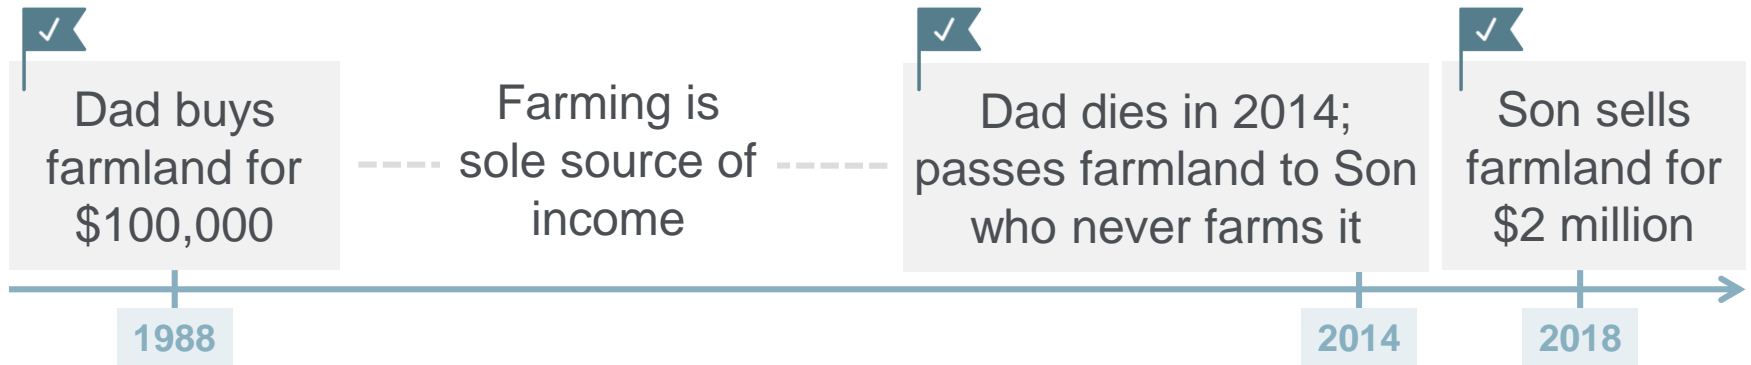 Dad buys
farmland for
$100,000
Farming is
sole source of
income
Dad dies in 2014;
passes farmland to Son
who never farms it
Son sells
farmland for
$2 million
1988
2014
2018